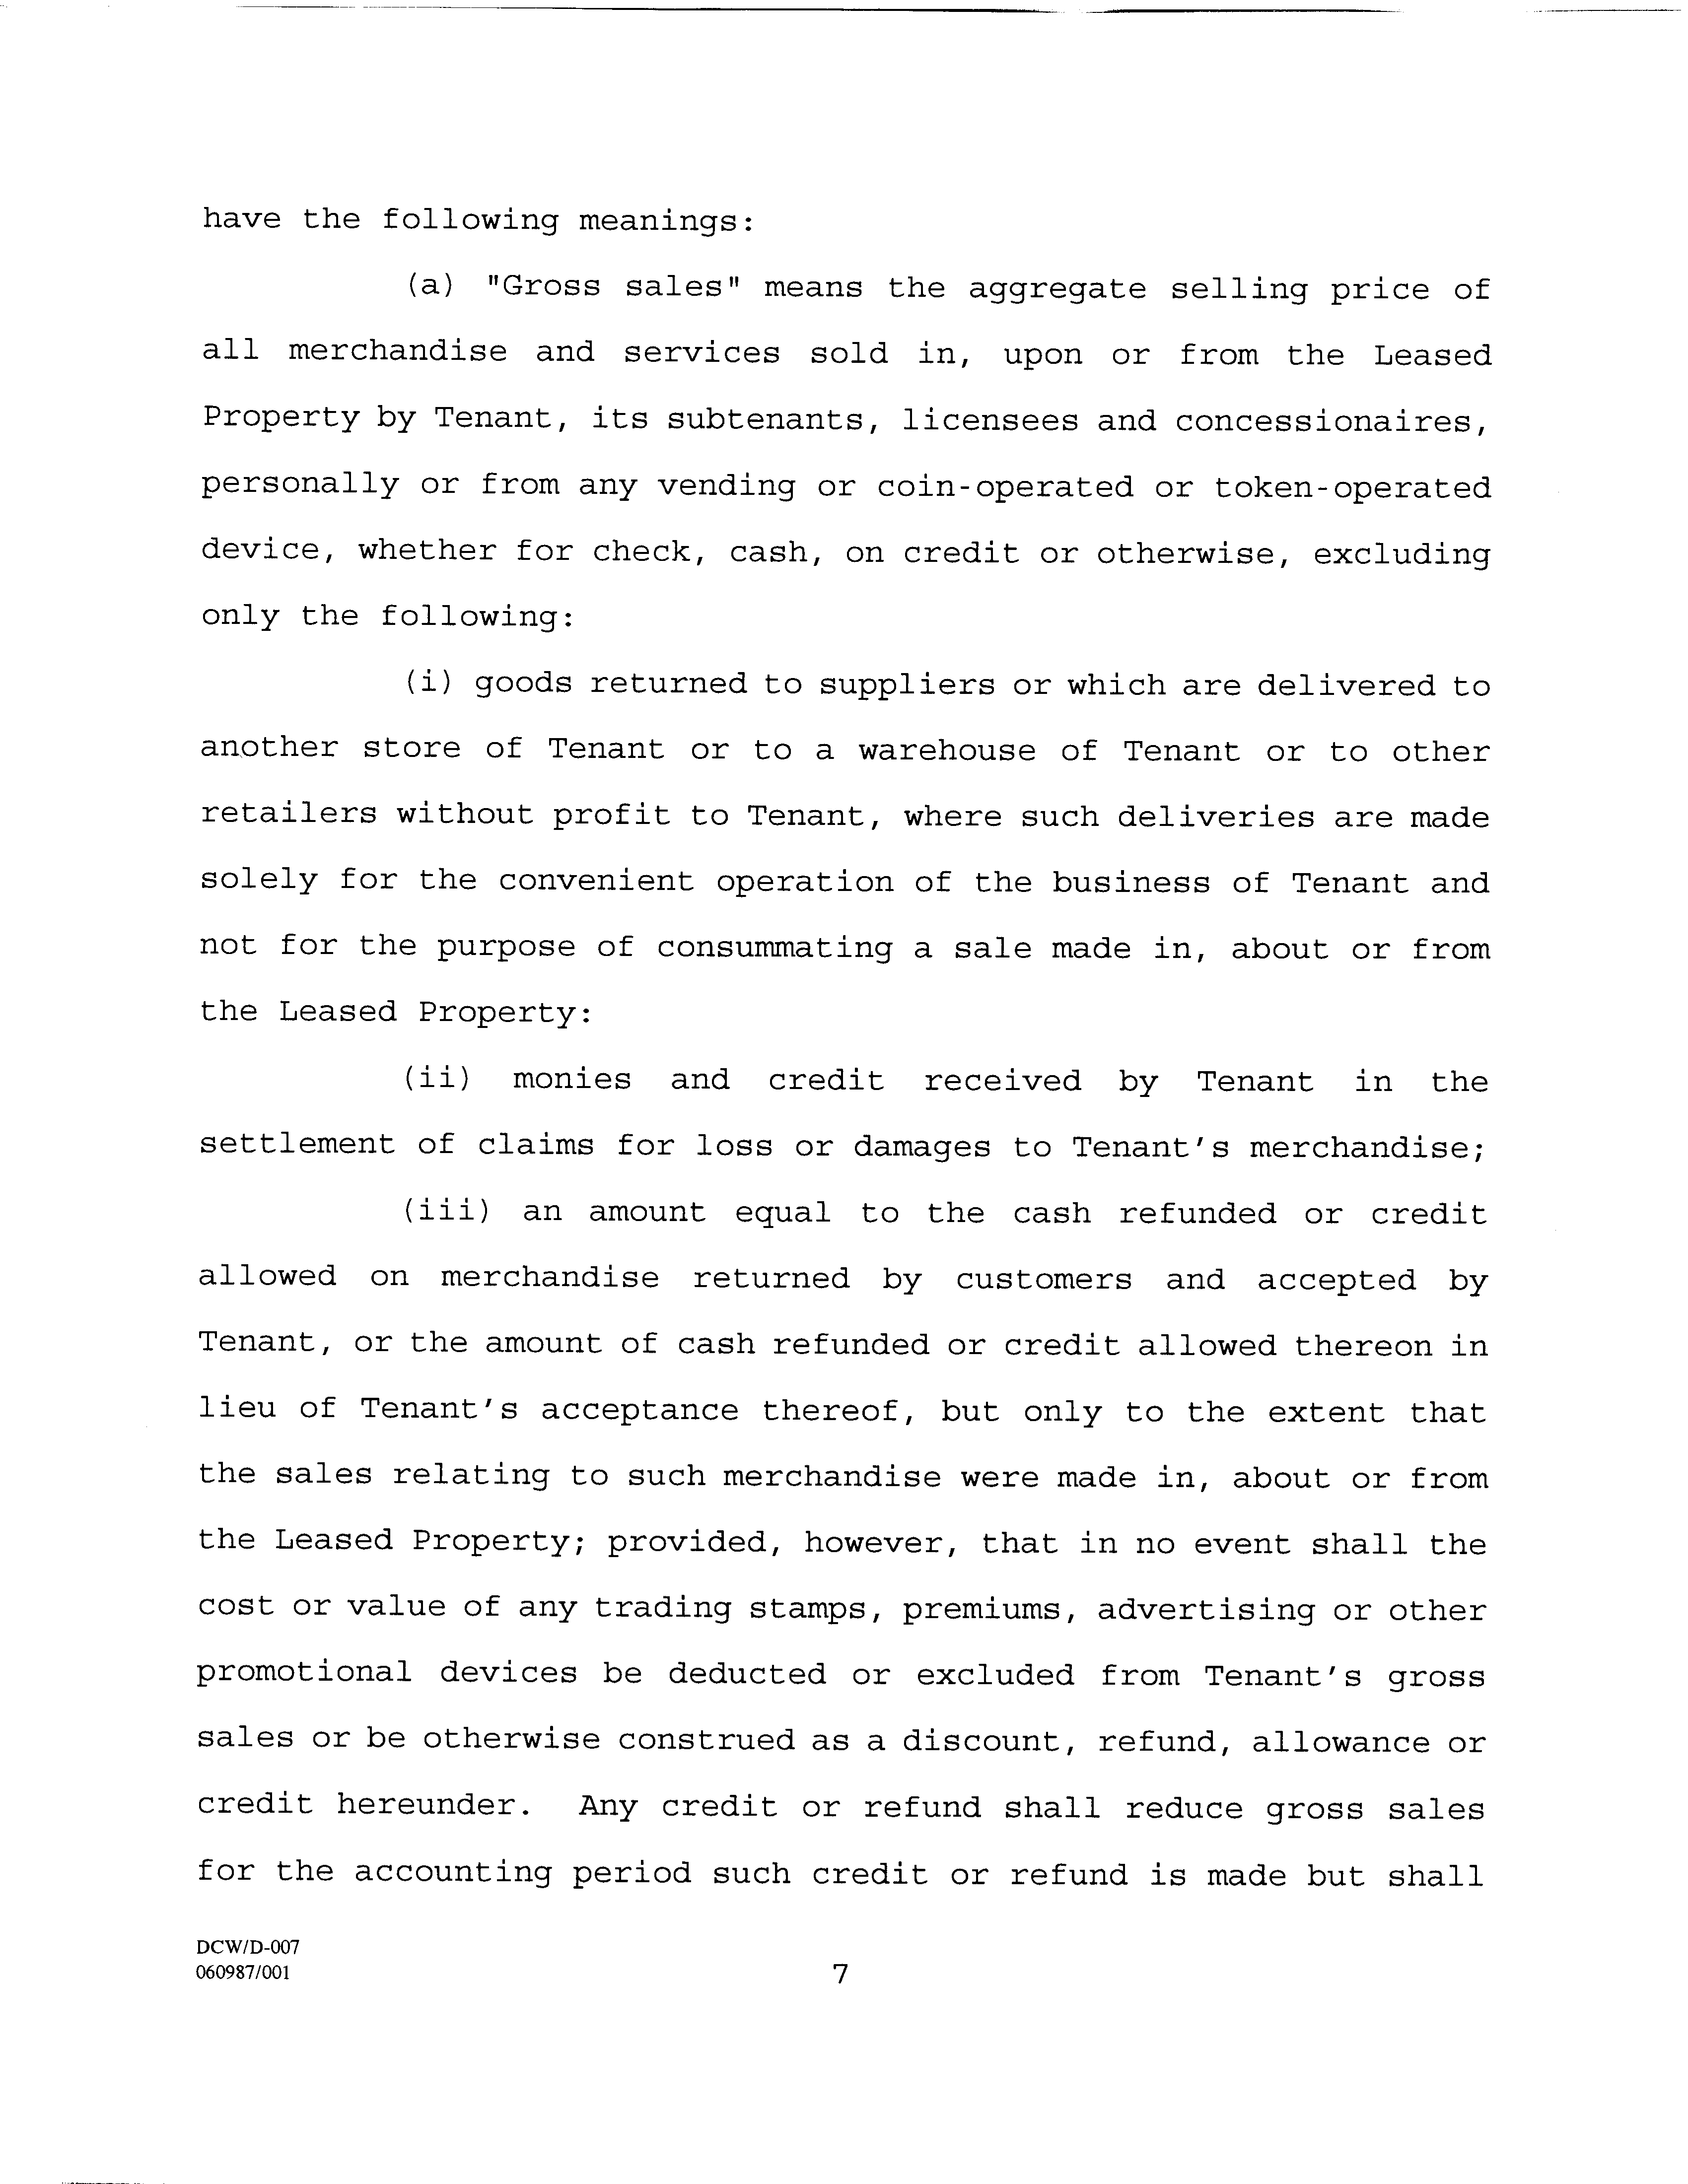 have the following meanings:
(a) "Gross sales" means the aggregate selling price of
all merchandise and services sold in, upon or from the Leased
Property by Tenant, its subtenants, licensees and concessionaires,
personally or from any vending or coin-operated or token-operated
device, whether for check, cash, on credit or otherwise, excluding
only the following:
(i) goods returned to suppliers or which are delivered to
another store of Tenant or to a warehouse of Tenant or to other
retailers without profit to Tenant, where such deliveries are made
solely for the convenient operation of the business of Tenant and
not for the purpose of consummating a sale made in, about or from
the Leased Property:
(ii) monies and credit received by Tenant in the
settlement of claims for loss or damages to Tenant's merchandise;
(iii) an amount equal to the cash refunded or credit
allowed on merchandise returned by customers and accepted by
Tenant, or the amount of cash refunded or credit allowed thereon in
lieu of Tenant's acceptance thereof, but only to the extent that
the sales relating to such merchandise were made in, about or from
the Leased Property; provided, however, that in no event shall the
cost or value of any trading stamps, premiums, advertising or other
promotional devices be deducted or excluded from Tenant's gross
sales or be otherwise construed as a discount, refund, allowance or
credit hereunder.  Any credit or refund shall reduce gross sales
for the accounting period such credit or refund is made but shall
DCW/D-007
060987/001
7